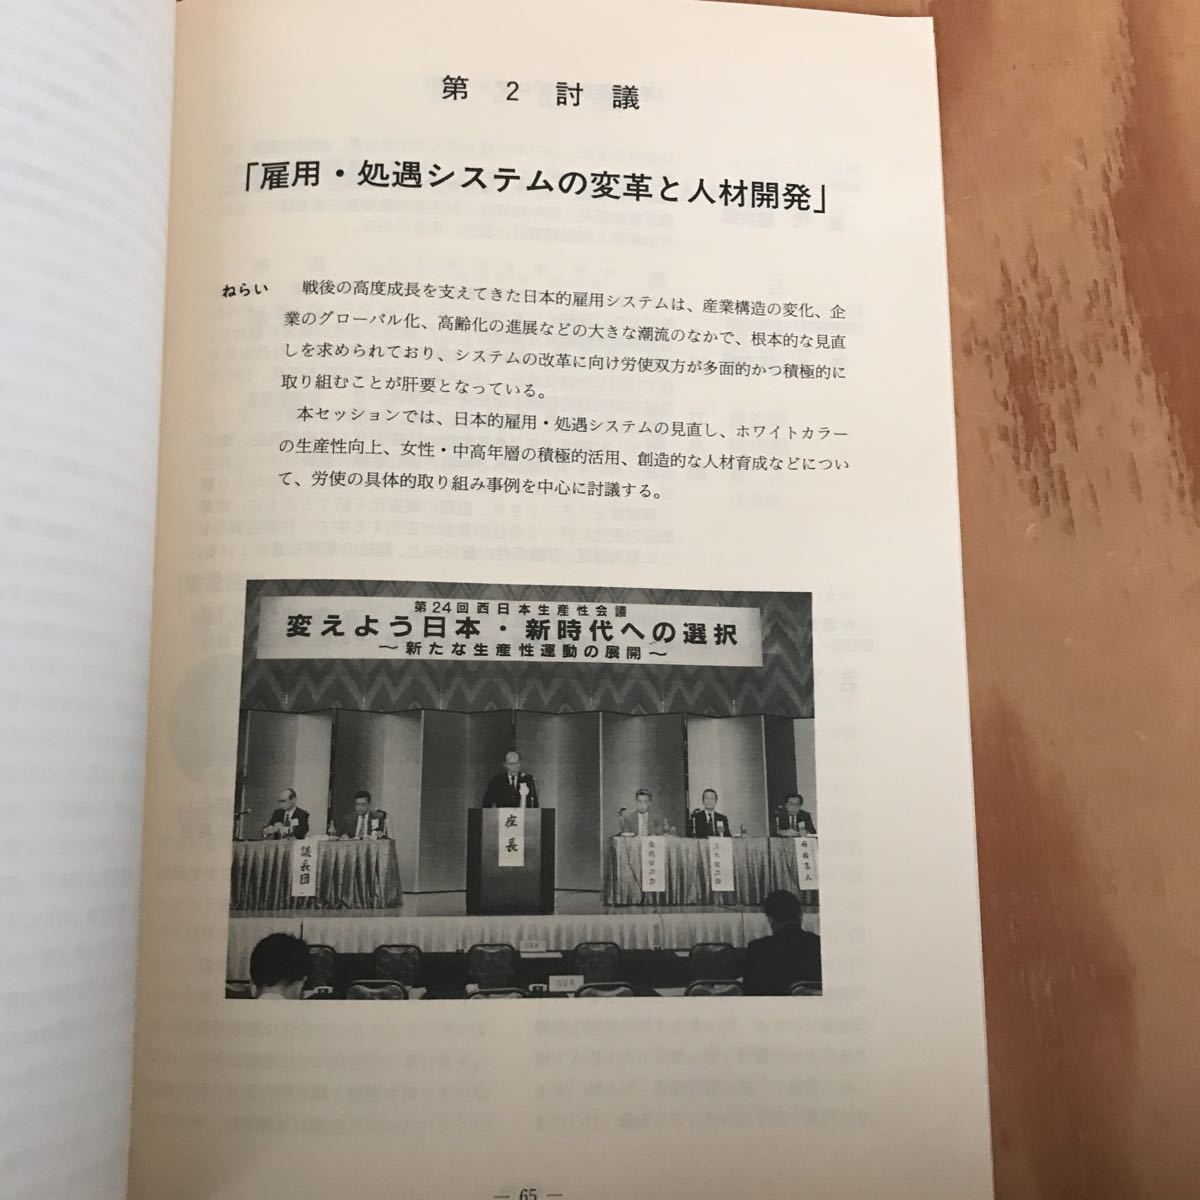 第 2 討 議
「雇用・処遇システムの変革と人材開発」
ねらい 戦後の高度成長を支えてきた日本的雇用システムは、産業構造の変化、企
業のグローバル化、高齢化の進展などの大きな潮流のなかで、根本的な見直
しを求められており、システムの改革に向け労使双方が多面的かつ積極的に
取り組むことが肝要となっている。
本セッションでは、日本的雇用・処遇システムの見直し、ホワイトカラー
の生産性向上、女性・中高年層の積極的活用、創造的な人材育成などについ
て、労使の具体的取り組み事例を中心に討議する。
第24回西日本生産性会議
変えよう日本・新時代への選択
〜新たな生産性運動の展開〜
座長
議長団
— 65 —